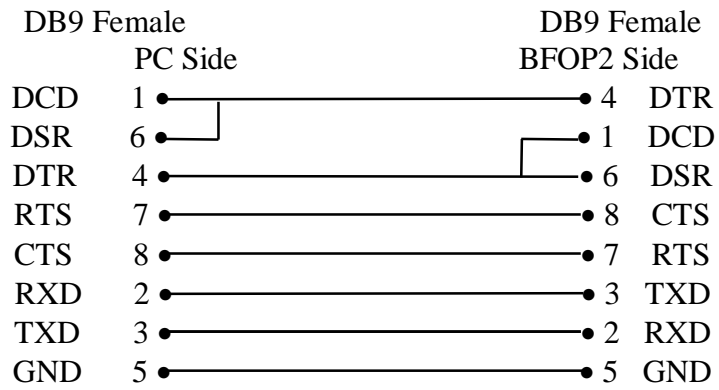 DB9 Female DB9 Female
PC Side BFOP2 Side
DCD 1 4 DTR
DSR 6 1 DCD
DTR 4 6 DSR
RTS 7 8 CTS
CTS 8 7 RTS
RXD 2 3 TXD
TXD 3 2 RXD
GND 5 5 GND